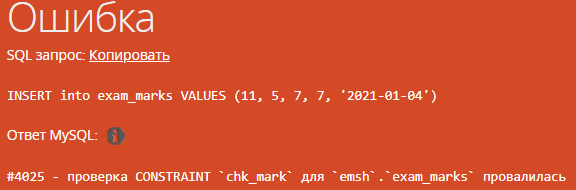 Ошибка
SQL запрос: Копировать
INSERT into exam_marks VALUES (11, 5, 7, 7, '2021-01-04')
Ответ MySQL:
#4025 - проверка CONSTRAINT `chk_mark` для `emsh`.`exam_marks` провалилась